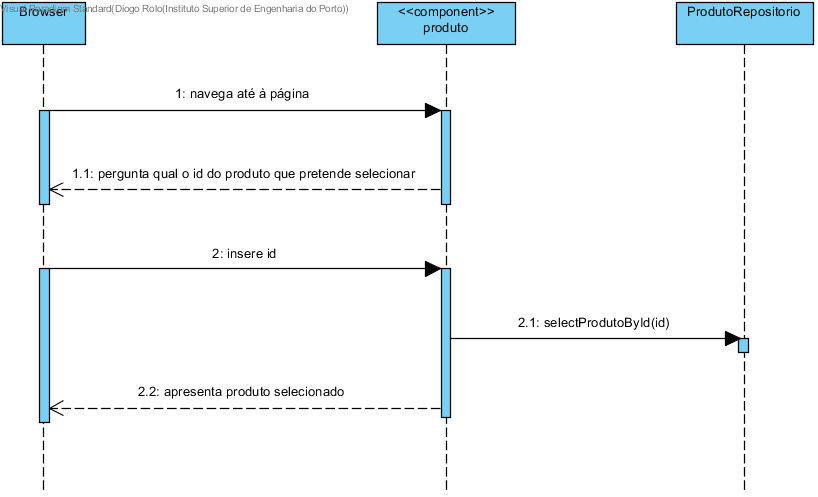 Visual Paradigm Standard(Diogo Rolo(Instituto Superior de Engenharia do Porto))
Browser
<<component>>
produto
ProdutoRepositorio
1: navega até à página
1.1: pergunta qual o id do produto que pretende selecionar
2: insere id
2.1: selectProdutoById(id)
2.2: apresenta produto selecionado